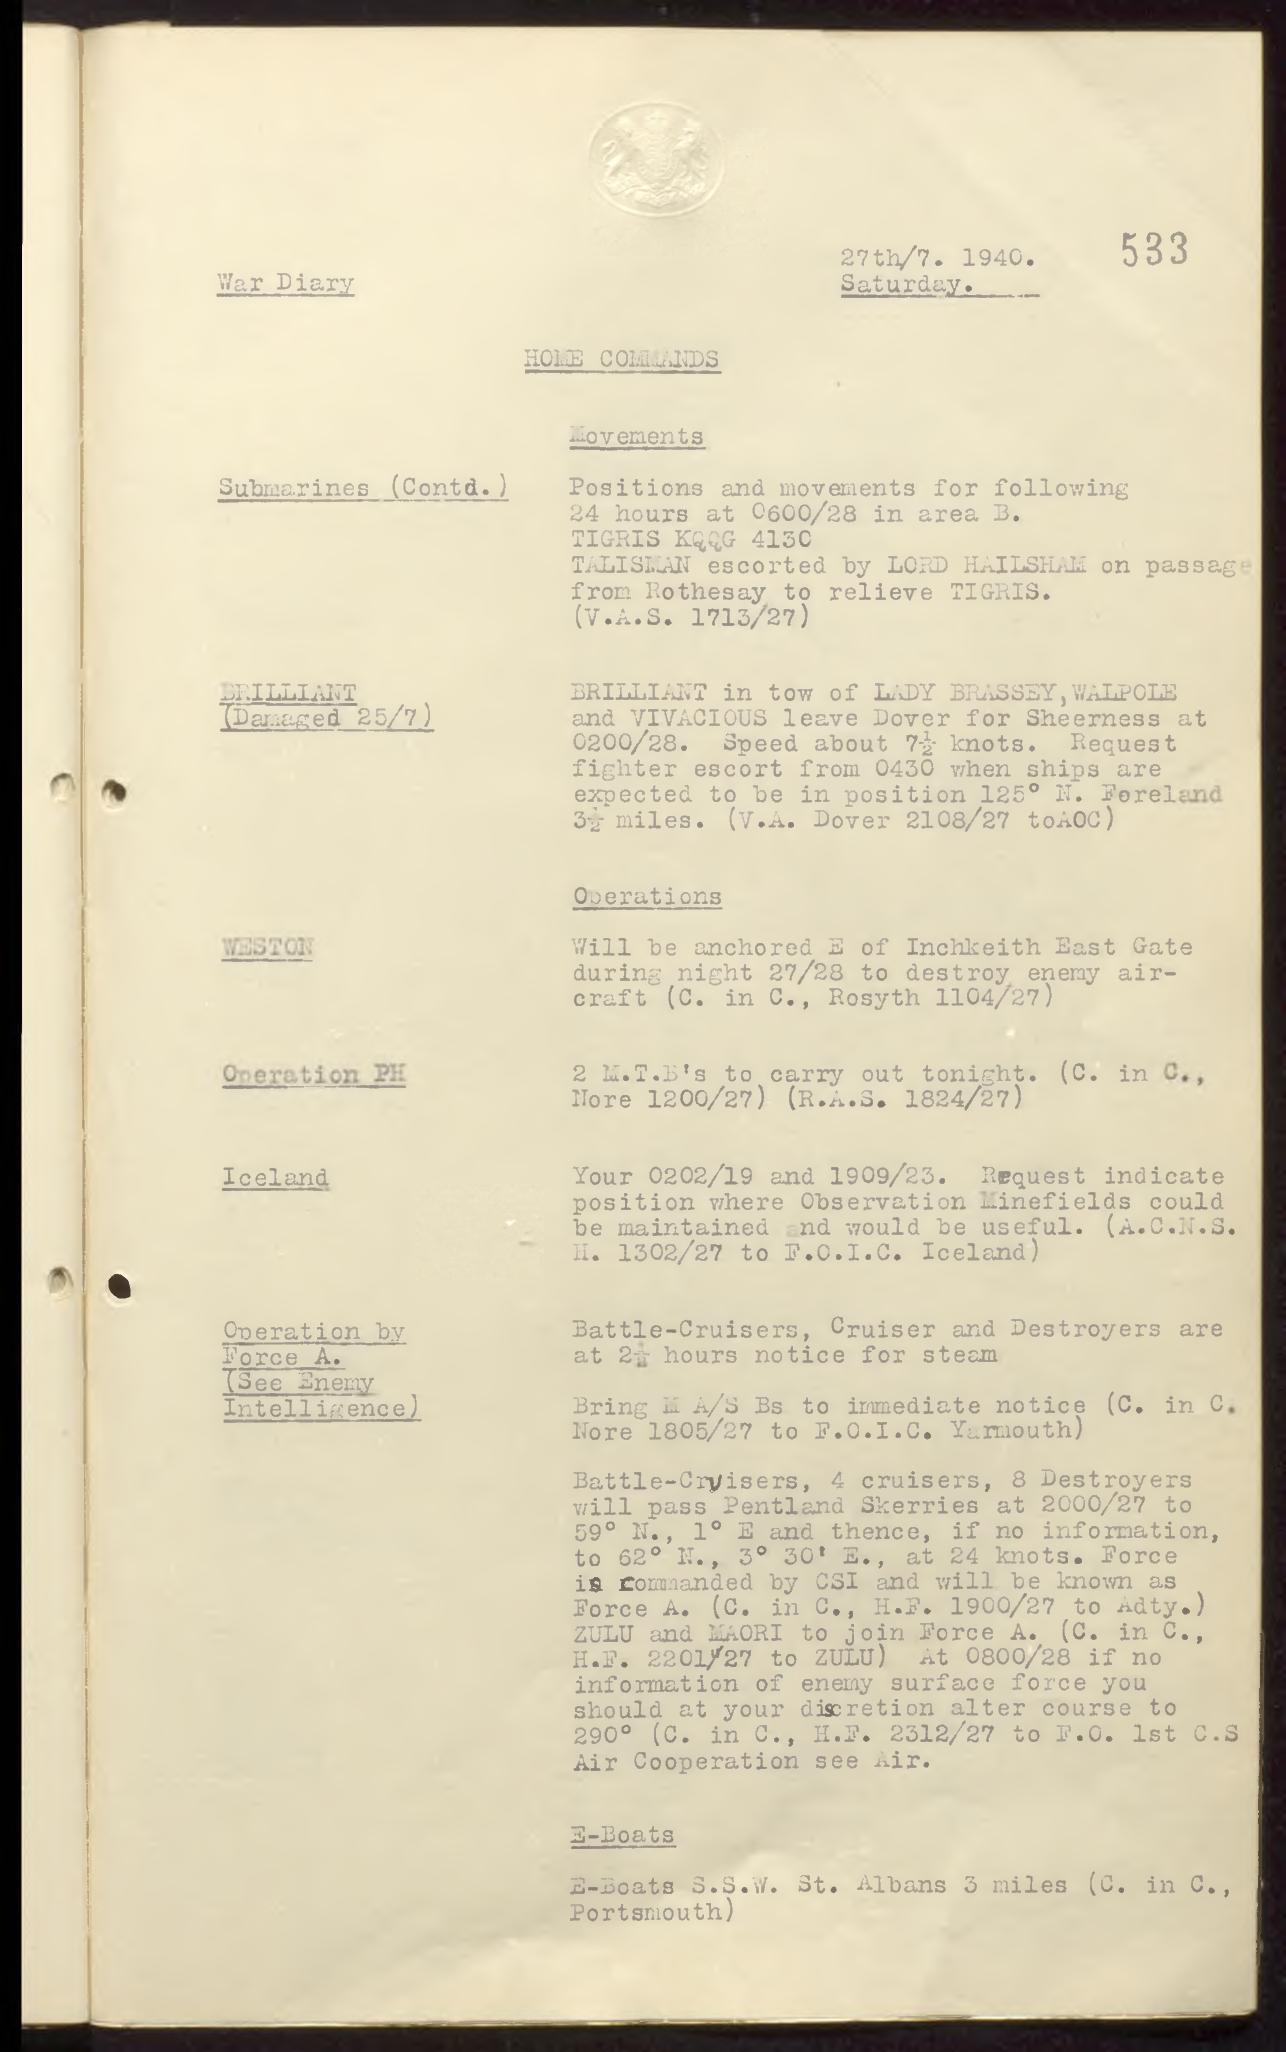 27th/7. 1940.
533
War Diary
Saturday.
HOME COMMANDS
Movements
Submarines (Contd.)
Positions and movements for following
24 hours at 0600/28 in area B.
TIGRIS KQQG 4130
TALISMAN escorted by LORD HAILSHAM on passage
from Rothesay to relieve TIGRIS.
(V.A.S. 1713/27)
BRILLIANT
(Damaged 25/7)
BRILLIANT in tow of LADY BRASSEY,WALPOLE
and VIVACIOUS leave Dover for Sheerness at
0200/28. Speed about 7½ knots. Request
fighter escort from 0430 when ships are
expected to be in position 125° N. Foreland
3½ miles. (V.A. Dover 2108/27 toAOC)
Operations
WESTON
Will be anchored E of Inchkeith East Gate
during night 27/28 to destroy enemy air-
craft (C. in C., Rosyth 1104/27)
Operation PH
2 M.T.B's to carry out tonight. (C. in C.,
Nore 1200/27) (R.A.S. 1824/27)
Iceland
Your 0202/19 and 1909/23. Request indicate
position where Observation Minefields could
be maintained and would be useful. (A.C.N.S.
H. 1302/27 to F.O.I.C. Iceland)
Operation by
Force A.
(See Enemy
Intelligence)
Battle-Cruisers, Cruiser and Destroyers are
at 2½ hours notice for steam
Bring M A/S Bs to immediate notice (C. in C.
Nore 1805/27 to F.O.I.C. Yarmouth)
Battle-Crvisers, 4 cruisers, 8 Destroyers
will pass Pentland Skerries at 2000/27 to
59° N., 1° E and thence, if no information,
to 62° N., 3° 30' E., at 24 knots. Force
is commanded by CSI and will be known as
Force A. (C. in C., H.F. 1900/27 to Adty.)
ZULU and MAORI to join Force A. (C. in C.,
H.F. 2201/27 to ZULU) At 0800/28 if no
information of enemy surface force you
should at your discretion alter course to
290° (C. in C., H.F. 2312/27 to F.O. 1st C.S
Air Cooperation see Air.
E-Boats
E-Boats S.S.W. St. Albans 3 miles (C. in C.,
Portsmouth)